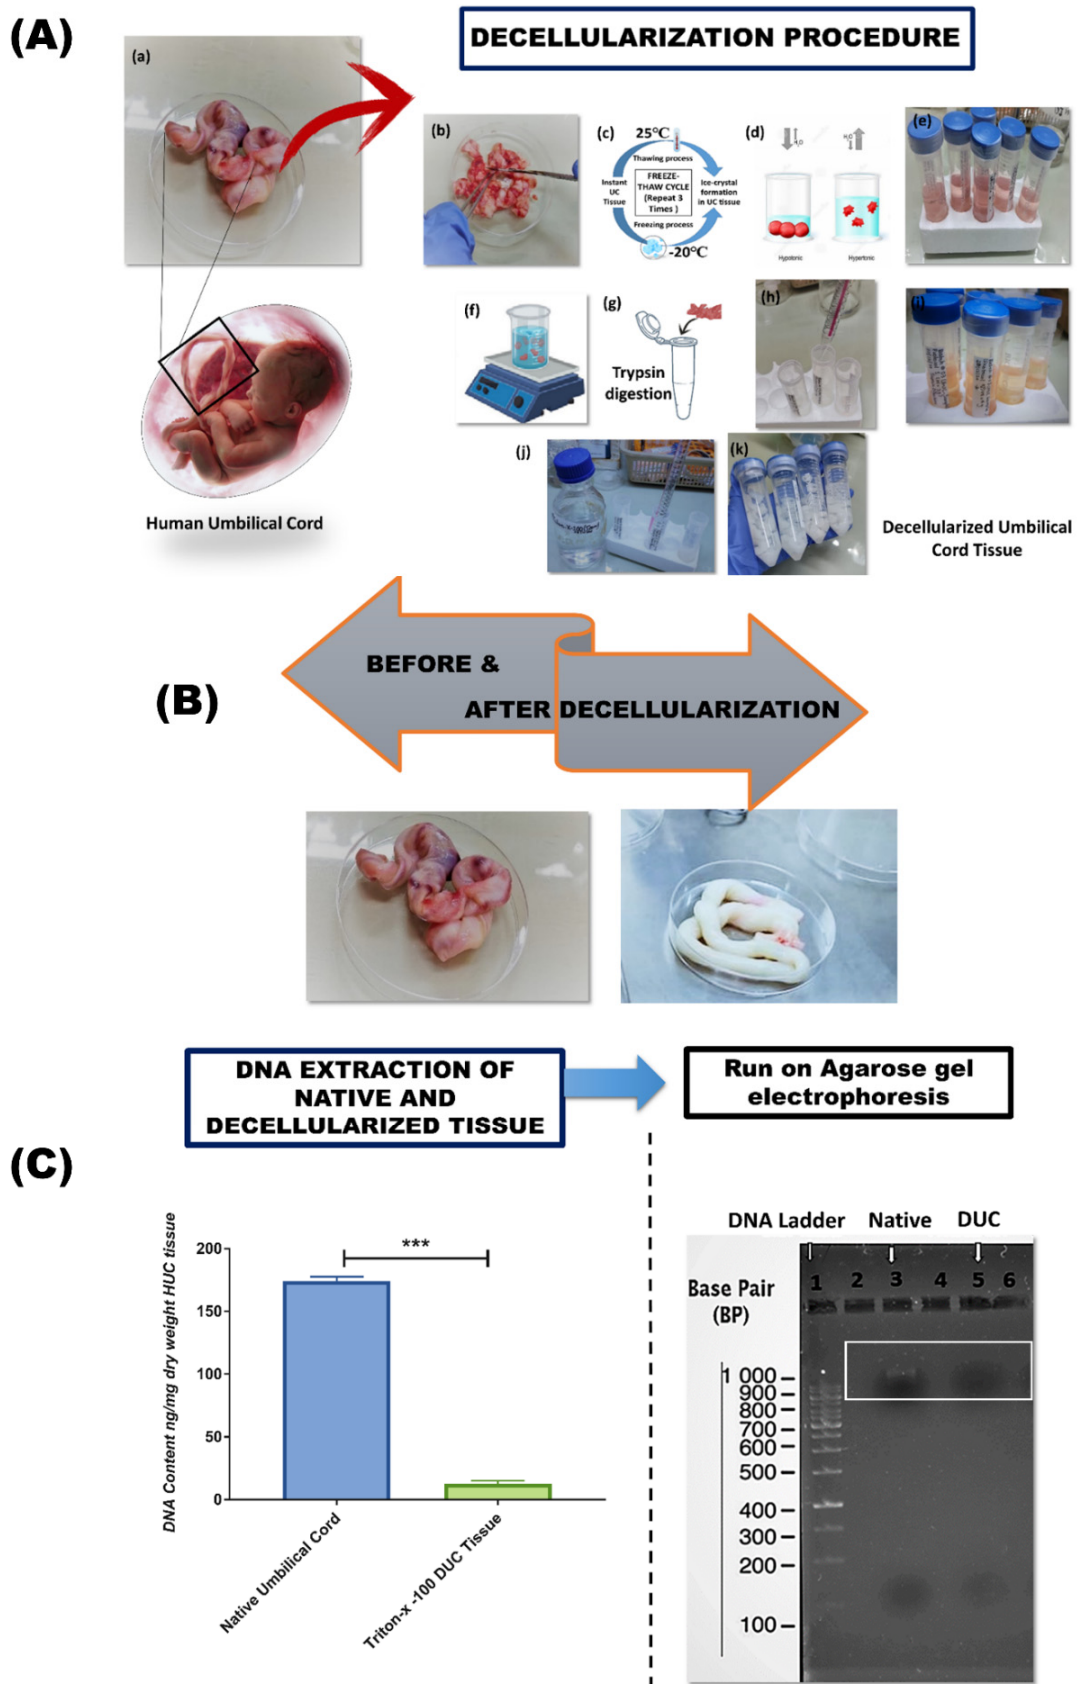 (A)
DECELLULARIZATION PROCEDURE
(a)
(b)
(c)
25°C
Thawing process
Instant
UC
Tissue
FREEZE-
THAW CYCLE
(Repeat 3
Times )
Ice-crystal
formation
in UC tissue
Freezing process
-20°C
(d)
H₂O
H₂O
Hypotonic
Hypertonic
(e)
(f)
(g)
Trypsin
digestion
(h)
(i)
(j)
(k)
Human Umbilical Cord
Decellularized Umbilical
Cord Tissue
(B)
BEFORE &
AFTER DECELLULARIZATION
DNA EXTRACTION OF
NATIVE AND
DECELLULARIZED TISSUE
Run on Agarose gel
electrophoresis
(C)
DNA Content ng/mg dry weight HUC tissue
200
150
100
50
0
***
Native Umbilical Cord
Triton-x -100 DUC Tissue
DNA Ladder Native DUC
1 2 3 4 5 6
Base Pair
(BP)
1 000
900
800
700
600
500
400
300
200
100